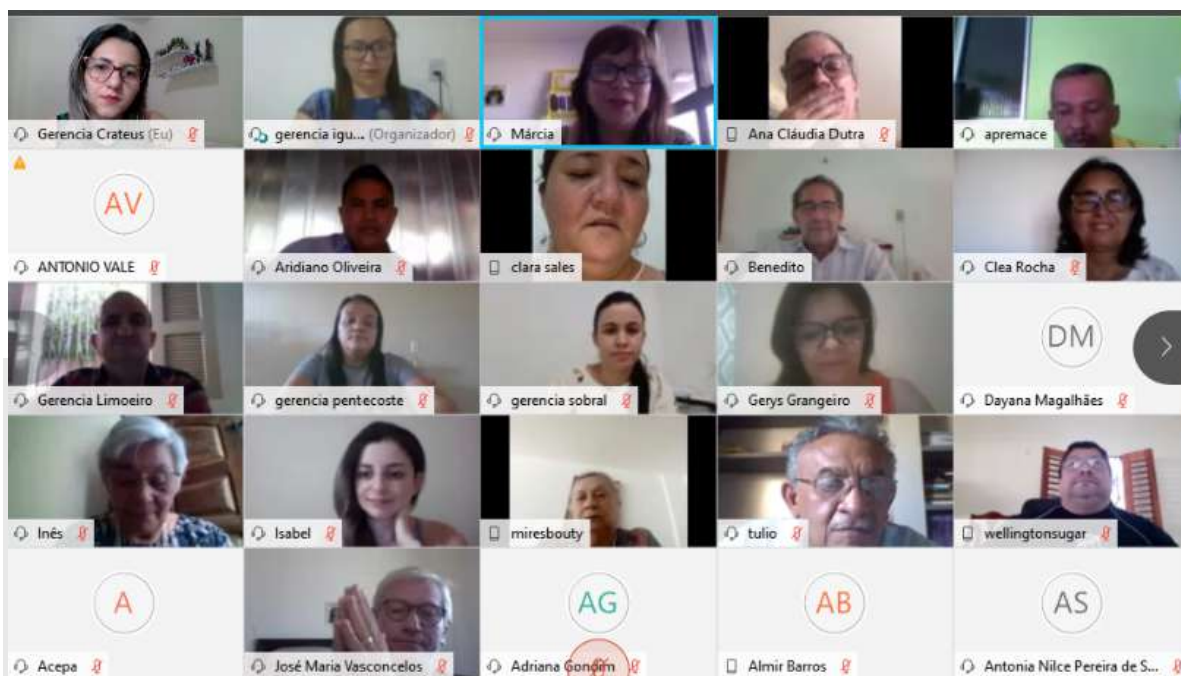 Gerencia Crateus (Eu)
gerencia igu... (Organizador)
Márcia
Ana Cláudia Dutra
apremace
AV
ANTONIO VALE
Aridiano Oliveira
clara sales
Benedito
Clea Rocha
Gerencia Limoeiro
gerencia pentecoste
gerencia sobral
Gerys Grangeiro
DM
Dayana Magalhães
Inês
Isabel
miresbouty
tulio
wellingtonsugar
A
Acepa
José Maria Vasconcelos
AG
Adriana Gondim
AB
Almir Barros
AS
Antonia Nilce Pereira de S...